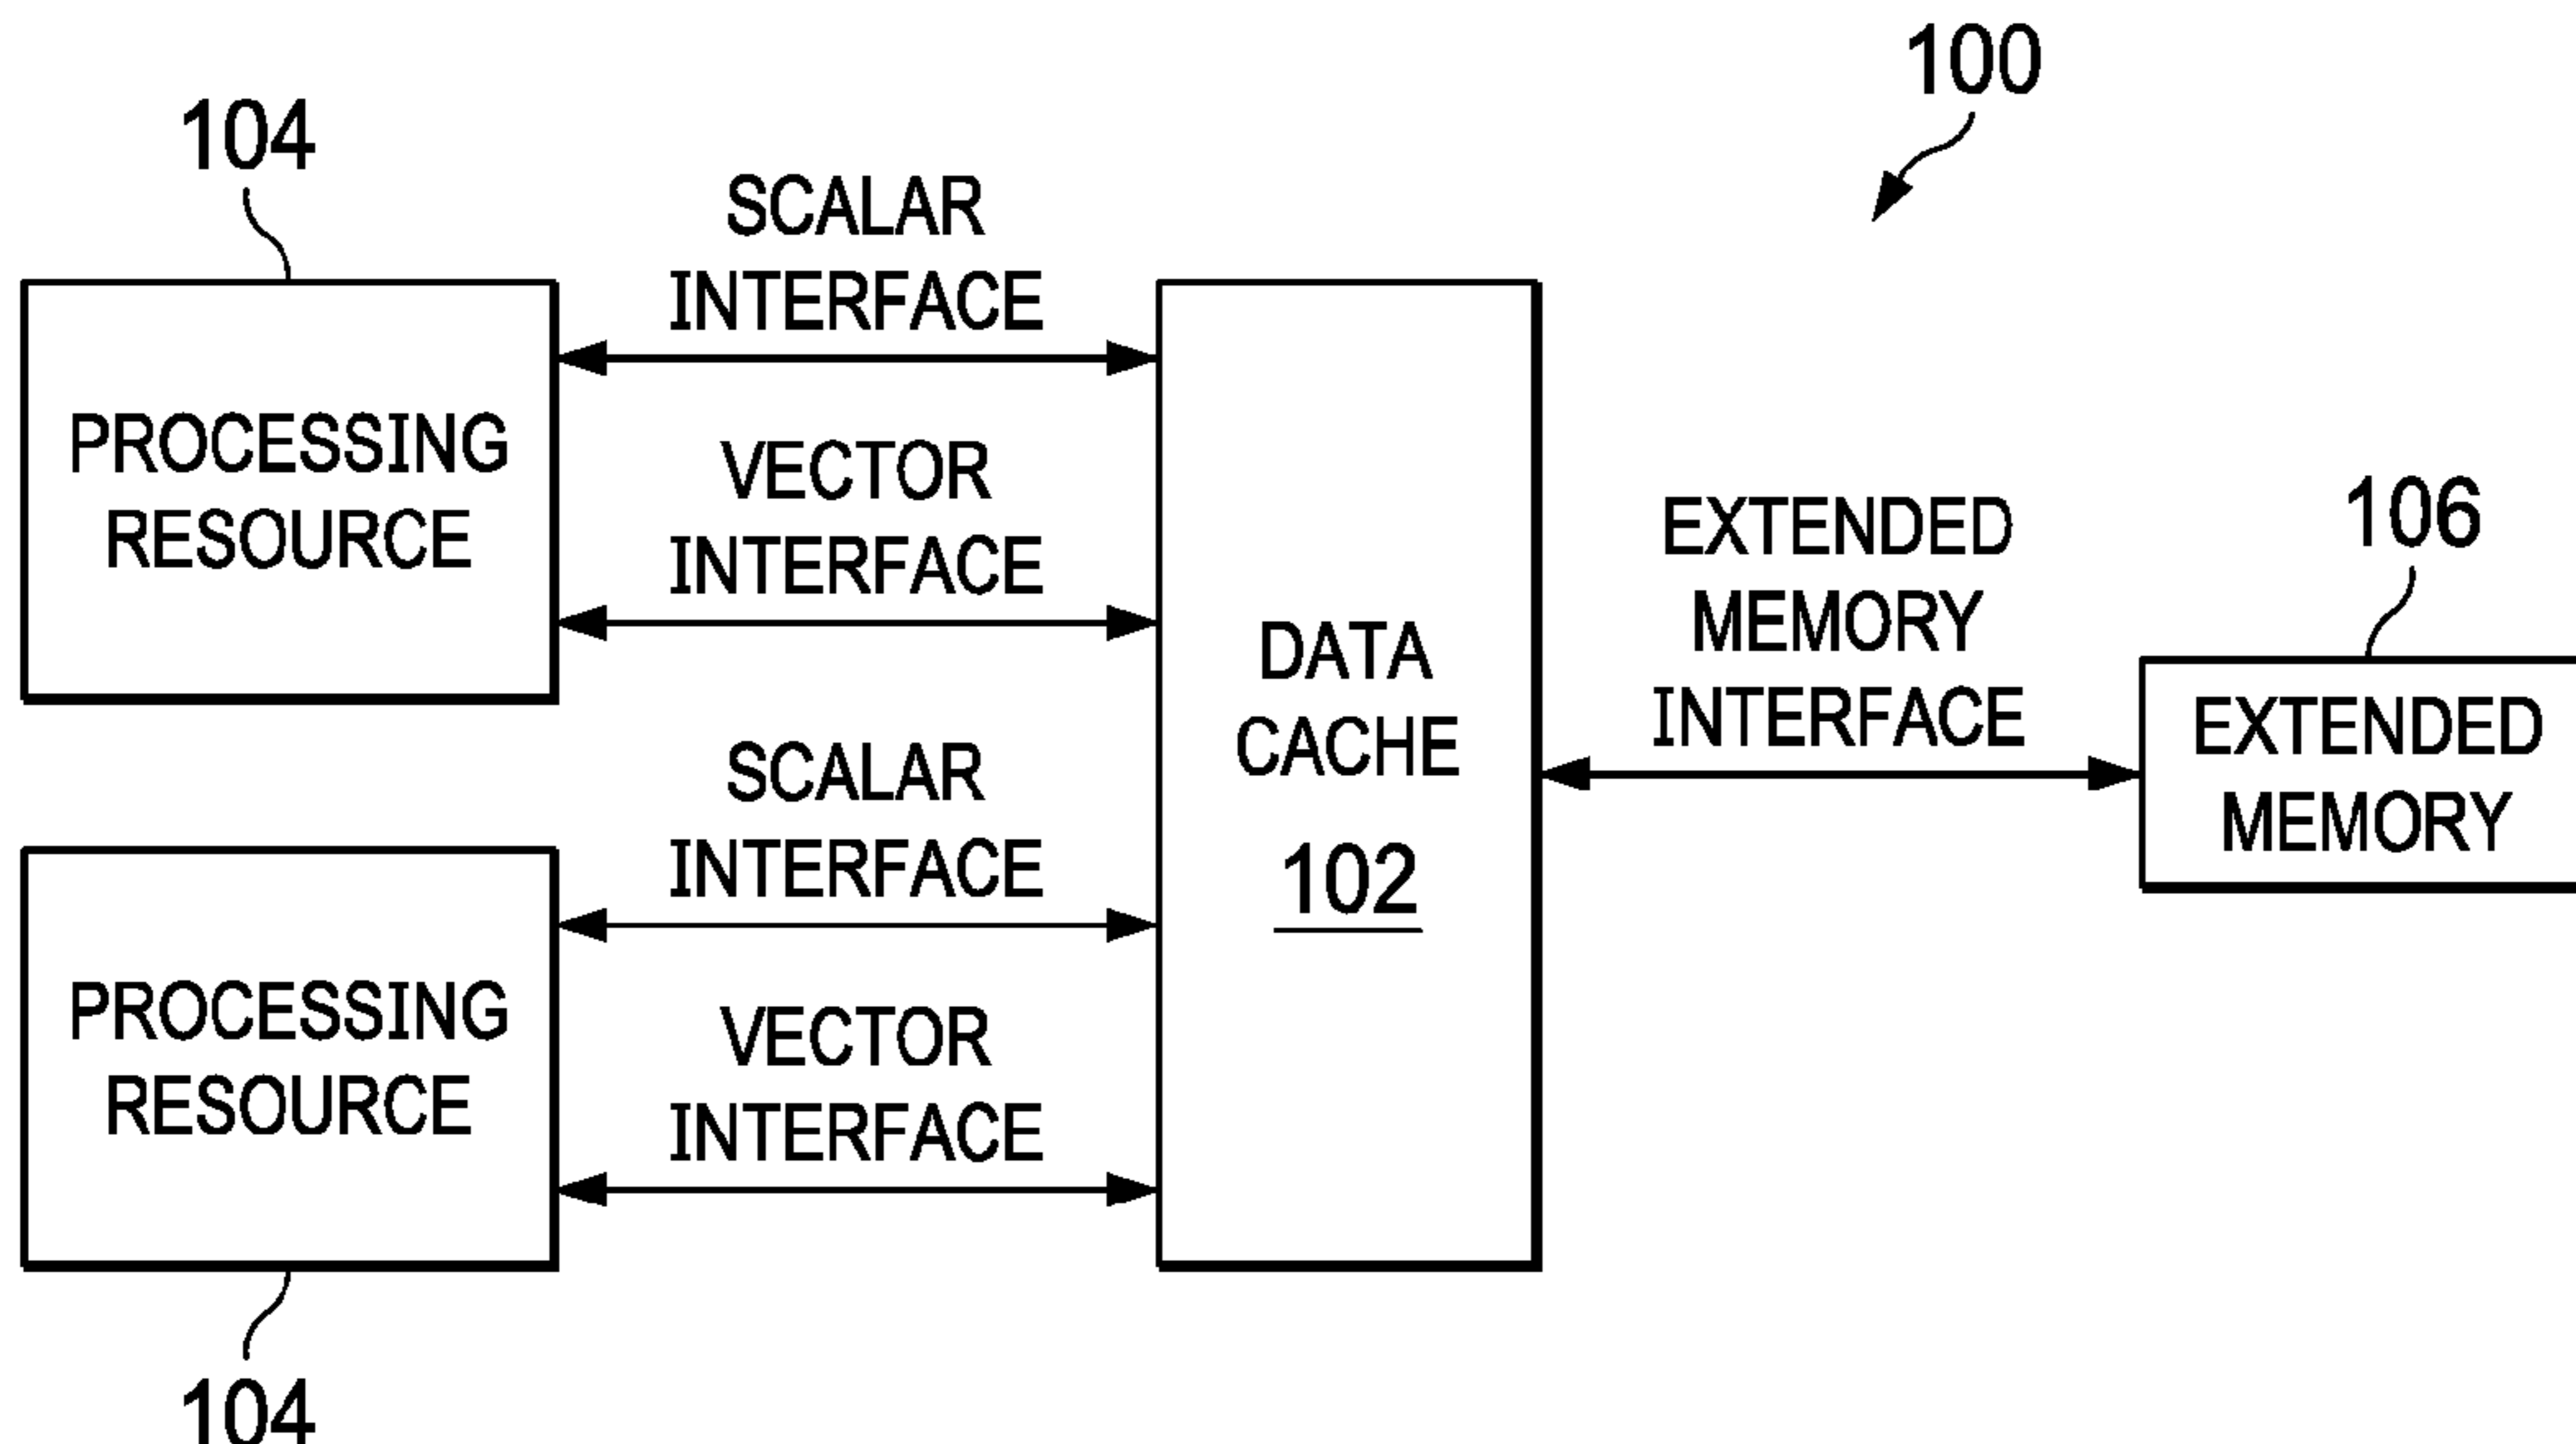 100
104
SCALAR
INTERFACE
PROCESSING
RESOURCE
VECTOR
INTERFACE
DATA
CACHE
102
EXTENDED
MEMORY
INTERFACE
106
EXTENDED
MEMORY
SCALAR
INTERFACE
PROCESSING
RESOURCE
VECTOR
INTERFACE
104